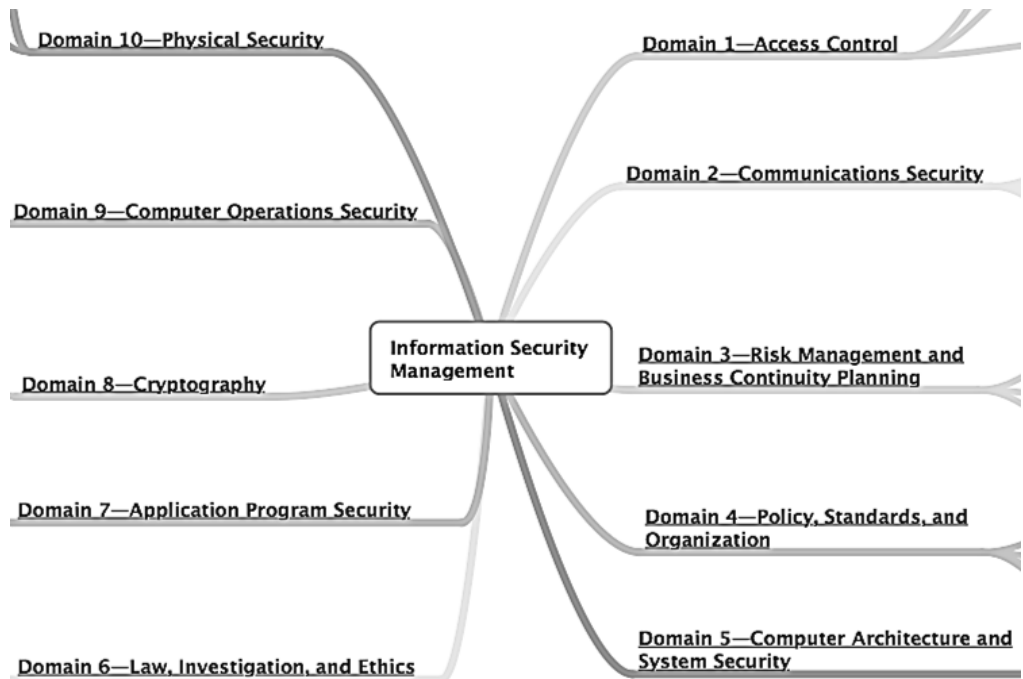 Domain 10—Physical Security
Domain 1—Access Control
Domain 2—Communications Security
Domain 9—Computer Operations Security
Information Security
Management
Domain 3—Risk Management and
Business Continuity Planning
Domain 8—Cryptography
Domain 7—Application Program Security
Domain 4—Policy, Standards, and
Organization
Domain 5—Computer Architecture and
System Security
Domain 6—Law, Investigation, and Ethics